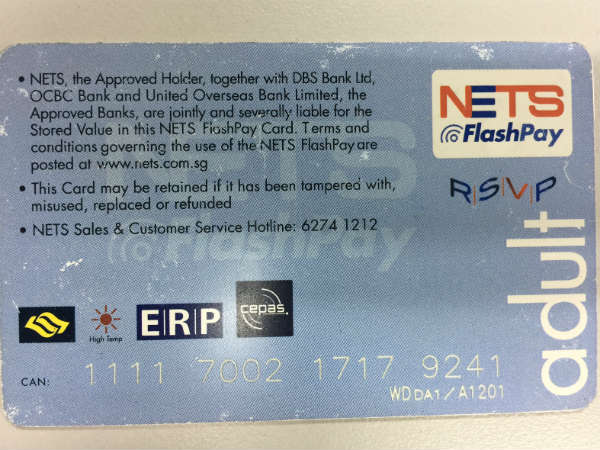 • NETS, the Approved Holder, together with DBS Bank Ltd,
OCBC Bank and United Overseas Bank Limited, the
Approved Banks, are jointly and severally liable for the
Stored Value in this NETS FlashPay Card. Terms and
conditions governing the use of the NETS FlashPay are
posted at www.nets.com.sg
• This Card may be retained if it has been tampered with,
misused, replaced or refunded
• NETS Sales & Customer Service Hotline: 6274 1212
NETS
FlashPay
NETS
FlashPay
R|S|V|P
adult
High Temp
E|R|P
cepas
CAN: 1111 7002 1717 9241
WDDA1/A1201